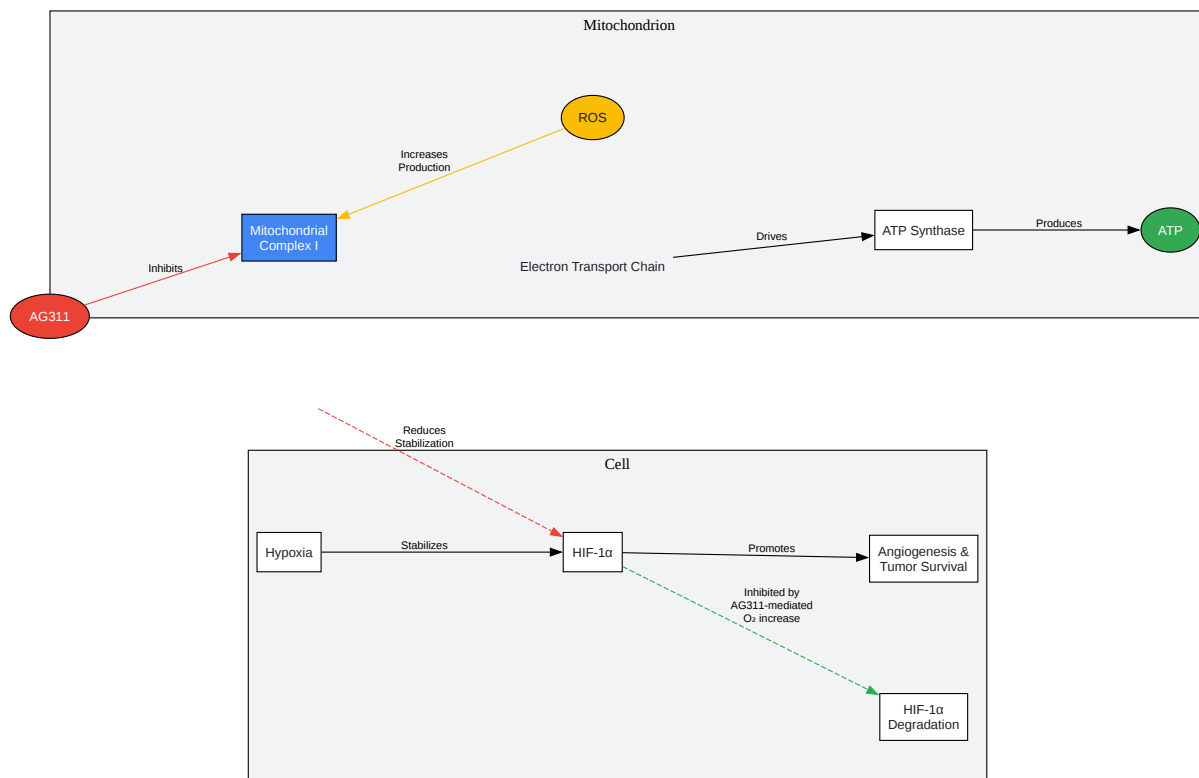 Mitochondrion
ROS
Increases
Production
Mitochondrial
Complex I
ATP Synthase
ATP
Produces
Drives
Electron Transport Chain
Inhibits
AG311
Reduces
Stabilization
Cell
Hypoxia
Stabilizes
HIF-1α
Promotes
Angiogenesis &
Tumor Survival
Inhibited by
AG311-mediated
O₂ increase
HIF-1α
Degradation